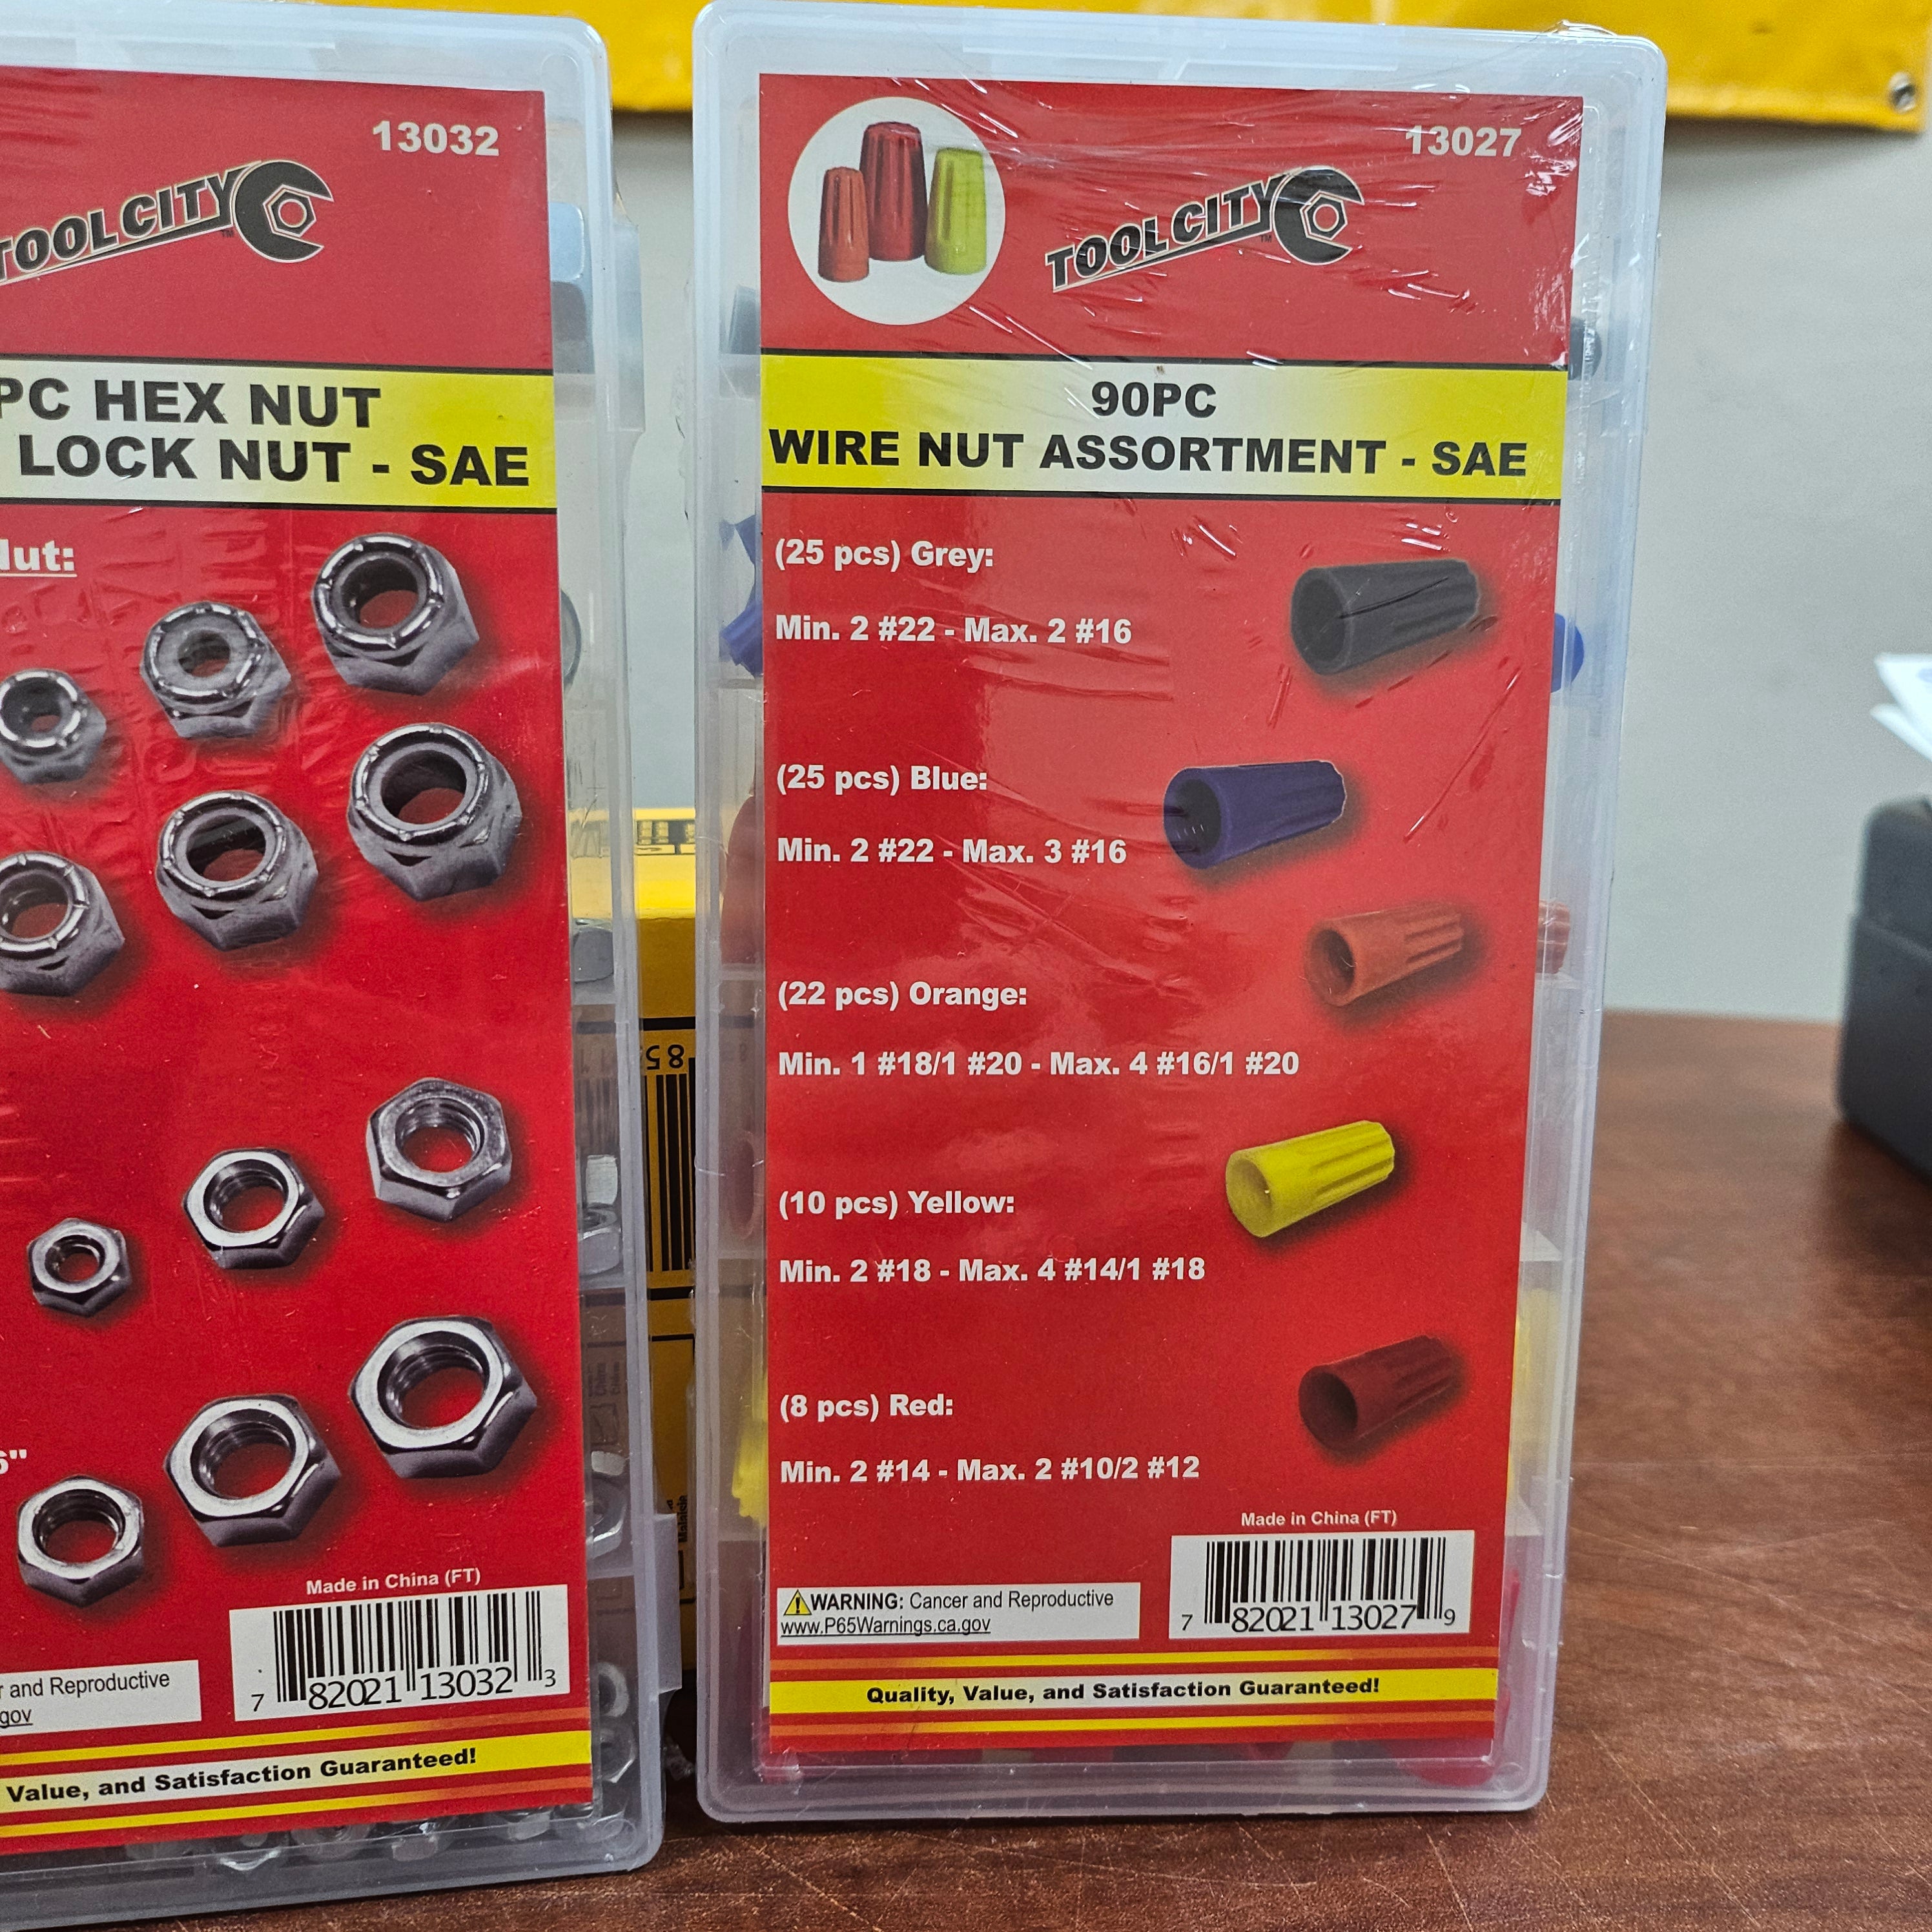 13032
TOOL CITY
PC HEX NUT
LOCK NUT - SAE
Nut:
6"
Made in China (FT)
7 82021 13032 3
r and Reproductive
gov
Value, and Satisfaction Guaranteed!
13027
TOOL CITY
TM
90PC
WIRE NUT ASSORTMENT - SAE
(25 pcs) Grey:
Min. 2 #22 - Max. 2 #16
(25 pcs) Blue:
Min. 2 #22 - Max. 3 #16
(22 pcs) Orange:
Min. 1 #18/1 #20 - Max. 4 #16/1 #20
(10 pcs) Yellow:
Min. 2 #18 - Max. 4 #14/1 #18
(8 pcs) Red:
Min. 2 #14 - Max. 2 #10/2 #12
Made in China (FT)
WARNING: Cancer and Reproductive
www.P65Warnings.ca.gov
7 82021 13027 9
Quality, Value, and Satisfaction Guaranteed!